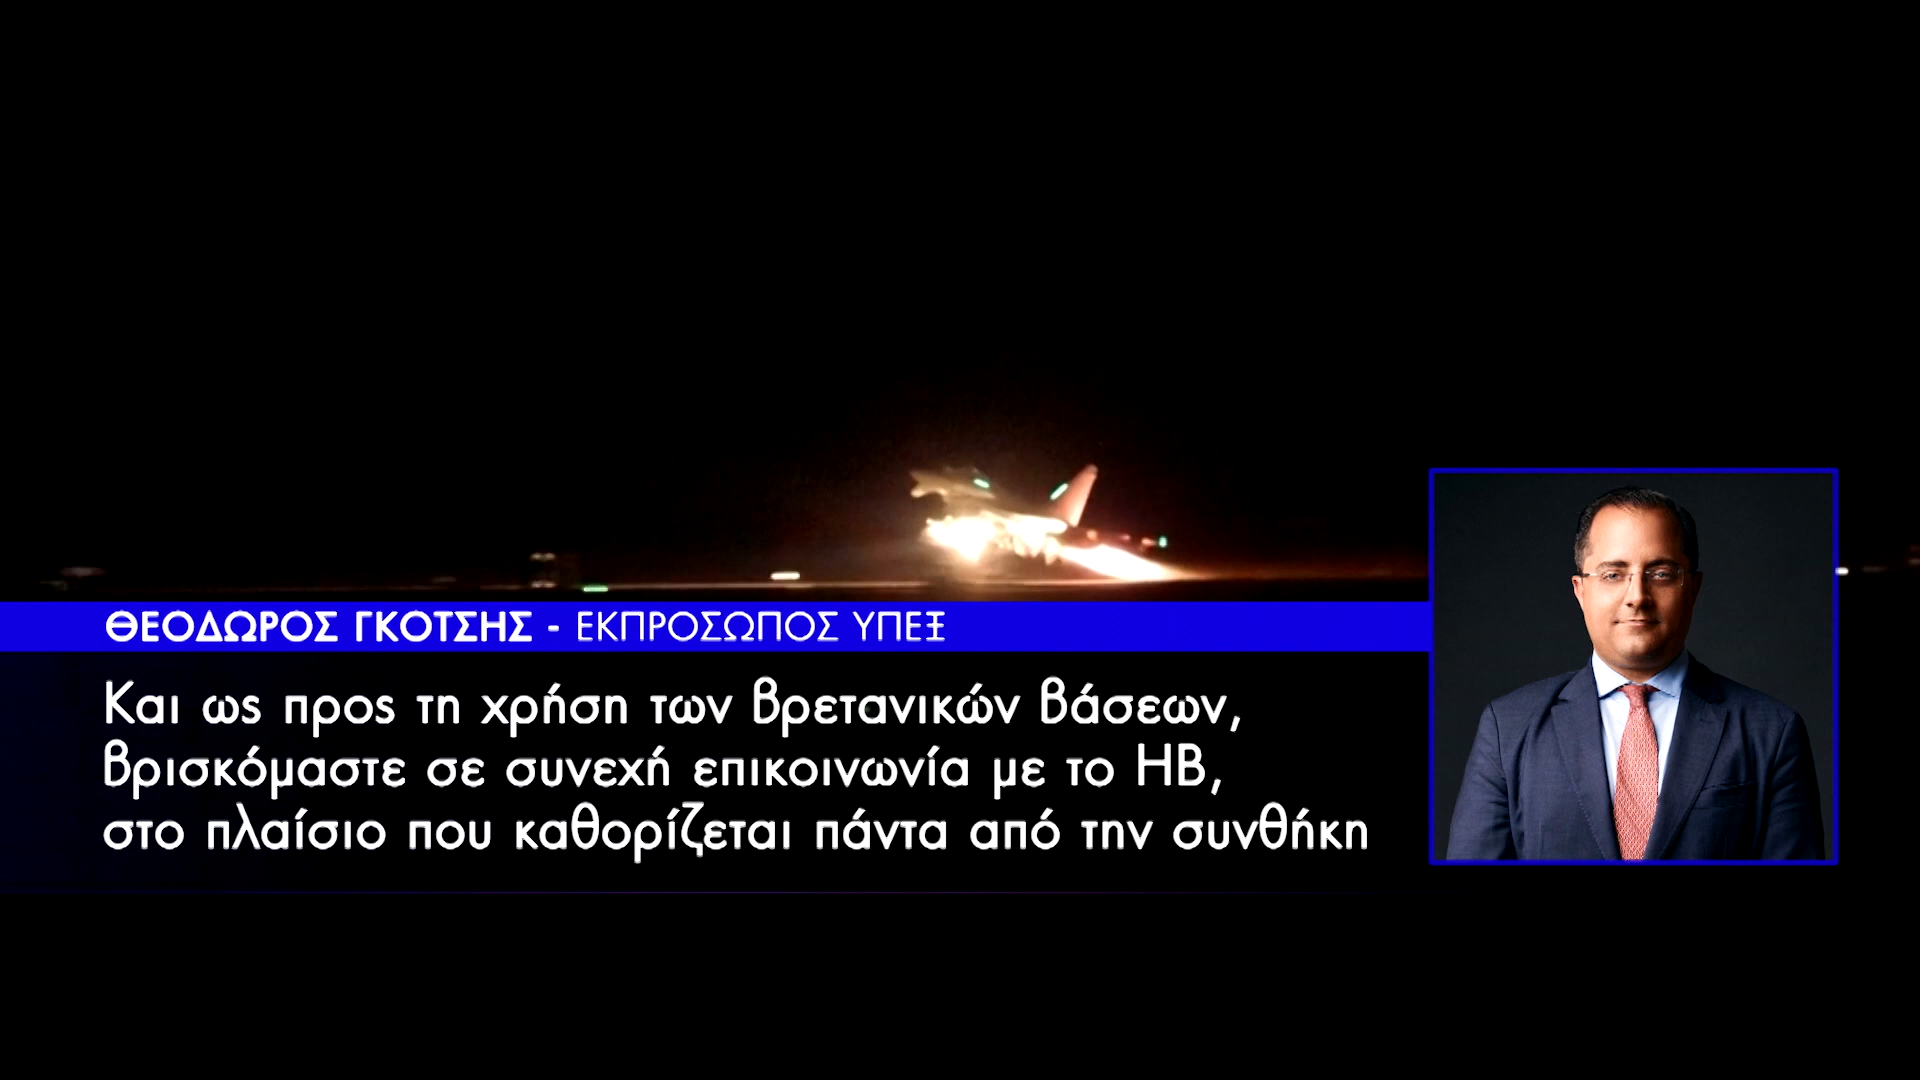 ΘΕΟΔΩΡΟΣ ΓΚΟΤΣΗΣ - ΕΚΠΡΟΣΩΠΟΣ ΥΠΕΞ
Και ως προς τη χρήση των βρετανικών βάσεων,
βρισκόμαστε σε συνεχή επικοινωνία με το ΗΒ,
στο πλαίσιο που καθορίζεται πάντα από την συνθήκη